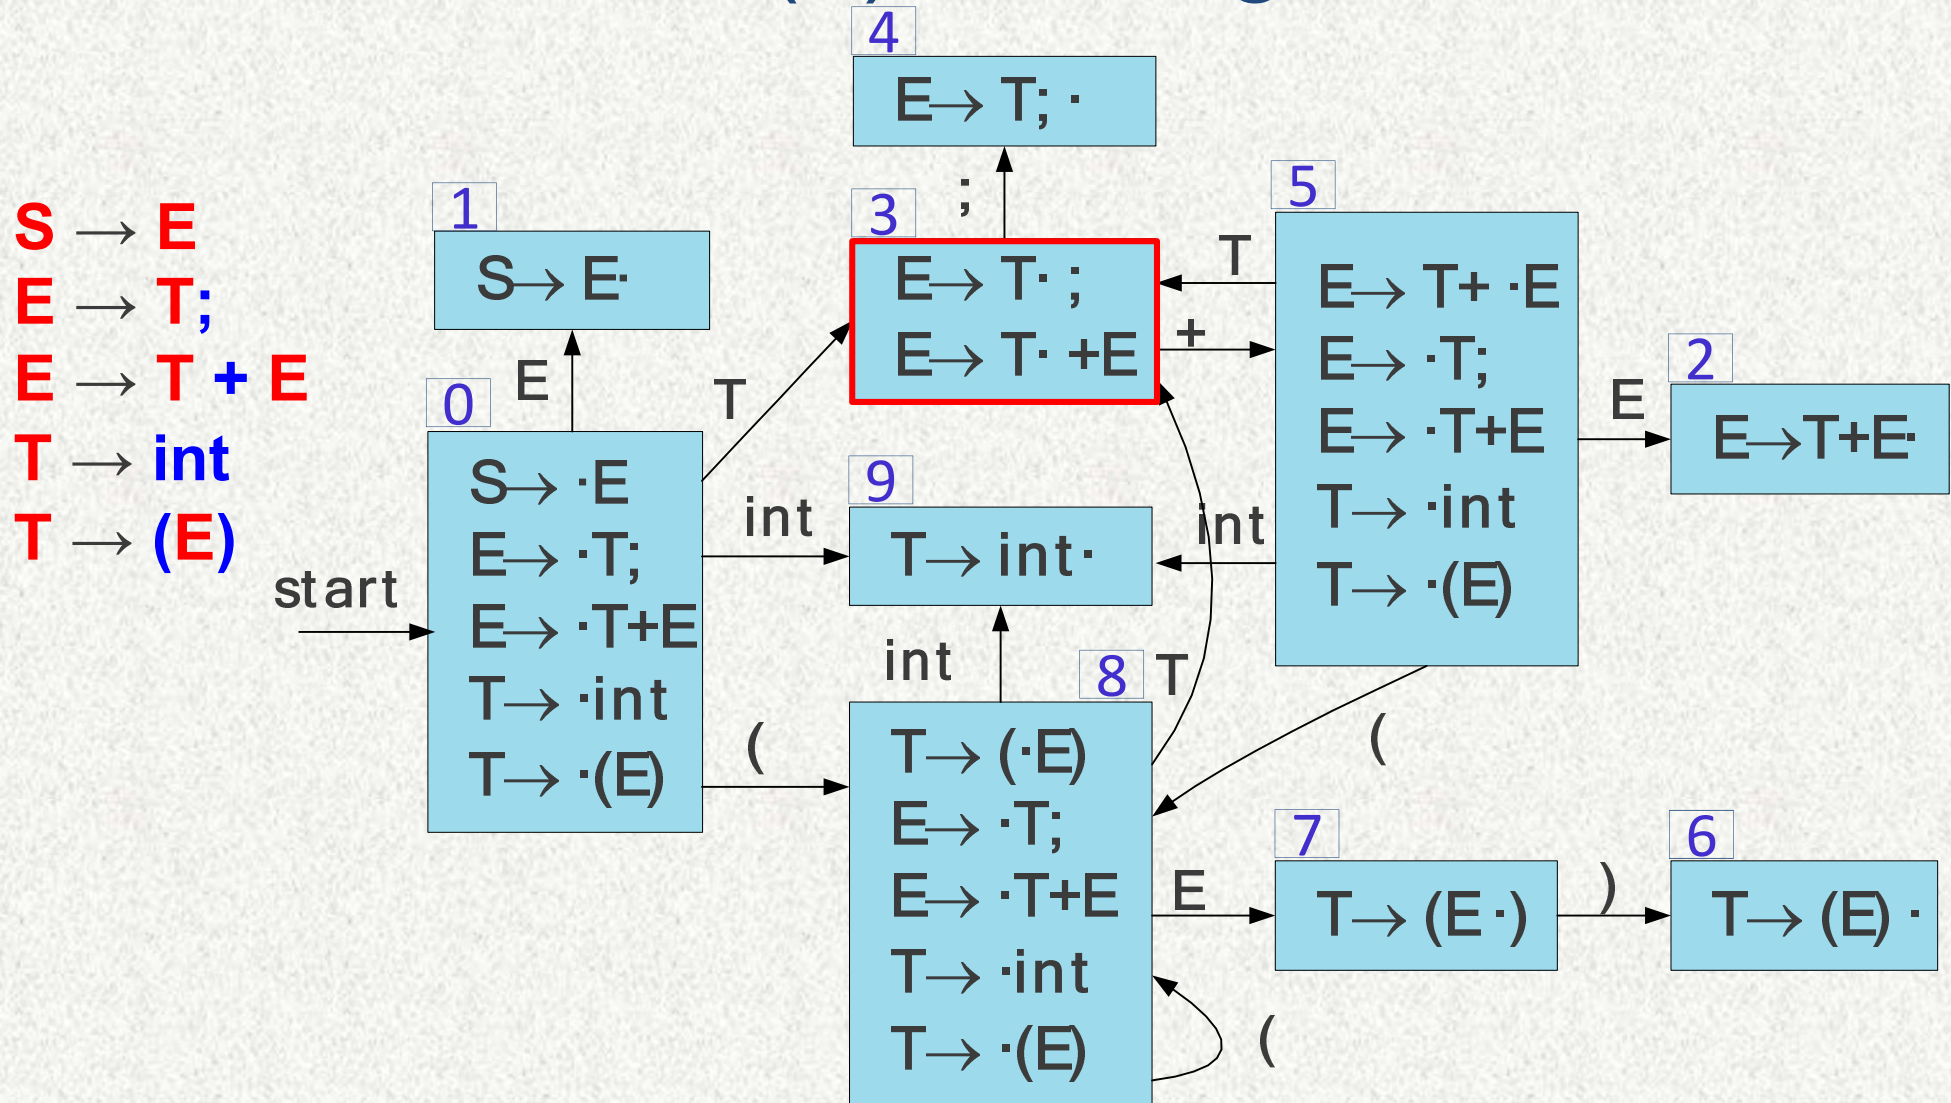 4
E→ T; ·
;
S → E
E → T;
E → T + E
T → int
T → (E)
1
S→ E·
E
start
0
S→ ·E
E→ ·T;
E→ ·T+E
T→ ·int
T→ ·(E)
T
int
(
3
E→ T· ;
E→ T· +E
T
+
9
T→ int·
int
int
8
T
T→ (·E)
E→ ·T;
E→ ·T+E
T→ ·int
T→ ·(E)
(
5
E→ T+ ·E
E→ ·T;
E→ ·T+E
T→ ·int
T→ ·(E)
(
E
2
E→T+E·
E
7
T→ (E ·)
)
6
T→ (E) ·